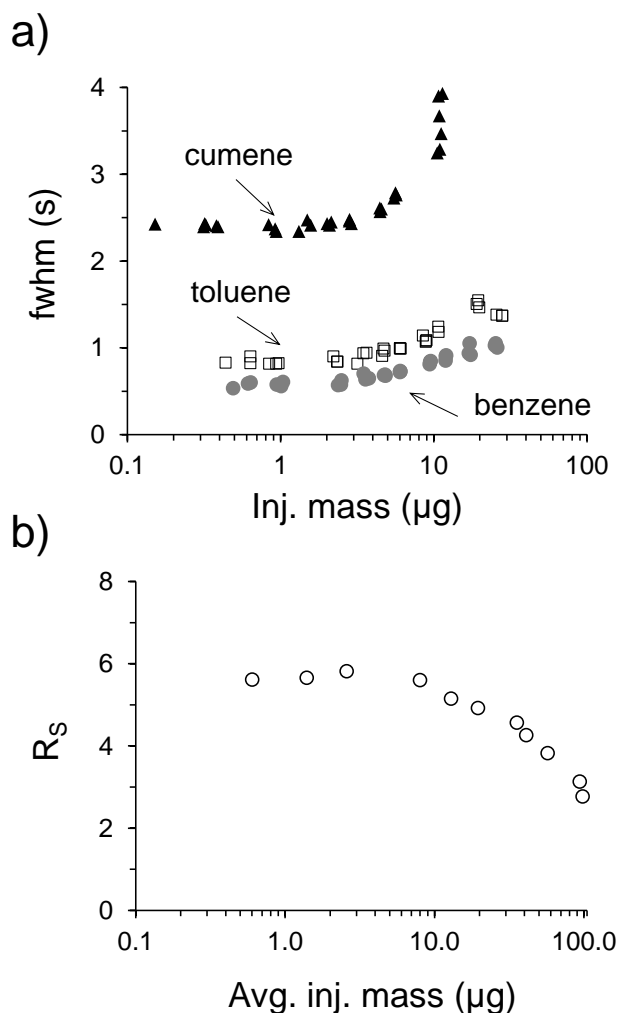 a)
4
3
2
1
0
fwhm (s)
cumene
toluene
benzene
0.1 1 10 100
Inj. mass (µg)
b)
8
6
4
2
0
R_S
0.1 1.0 10.0 100.0
Avg. inj. mass (µg)